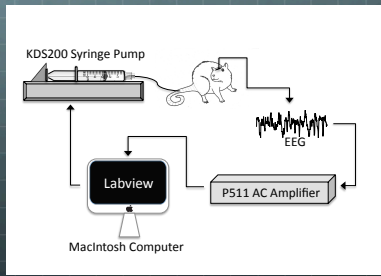 KDS200 Syringe Pump
EEG
Labview
P511 AC Amplifier
MacIntosh Computer